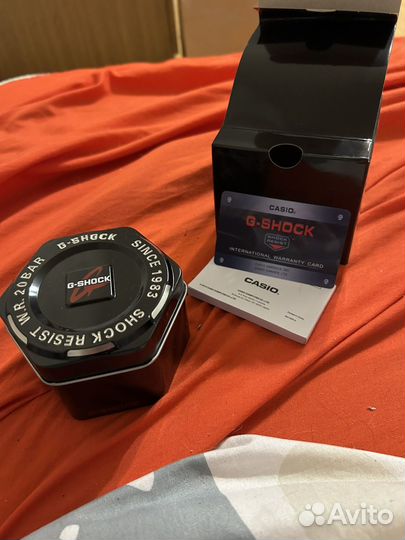 CASIO
G-SHOCK
SHOCK
RESIST
INTERNATIONAL WARRANTY CARD
CASIO
G-SHOCK
SINCE 1983
SHOCK RESIST
W.R. 20 BAR
G-SHOCK
Avito